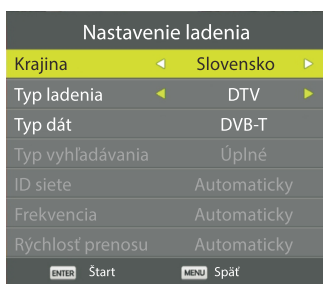 Nastavenie ladenia
Krajina Slovensko
Typ ladenia DTV
Typ dát DVB-T
Typ vyhľadávania Úplné
ID siete Automaticky
Frekvencia Automaticky
Rýchlosť prenosu Automaticky
ENTER Štart MENU Späť